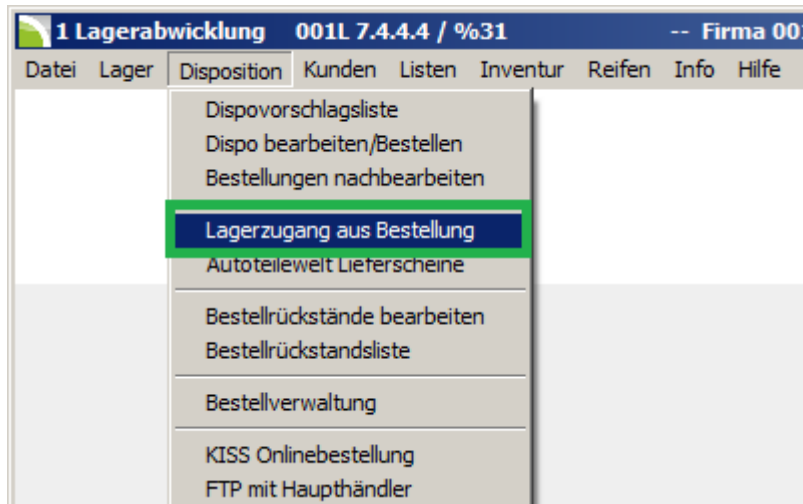 1 Lagerabwicklung 001L 7.4.4.4 / %31 -- Firma 001
Datei Lager Disposition Kunden Listen Inventur Reifen Info Hilfe
Dispovorschlagsliste
Dispo bearbeiten/Bestellen
Bestellungen nachbearbeiten
Lagerzugang aus Bestellung
Autoteilewelt Lieferscheine
Bestellrückstände bearbeiten
Bestellrückstandsliste
Bestellverwaltung
KISS Onlinebestellung
FTP mit Haupthändler